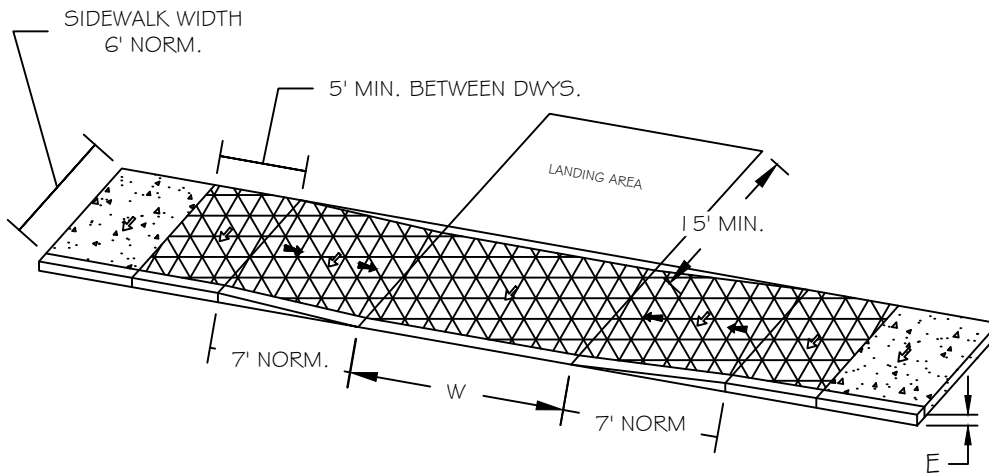 SIDEWALK WIDTH
6' NORM.
5' MIN. BETWEEN DWYS.
LANDING AREA
15' MIN.
7' NORM.
W
7' NORM
E